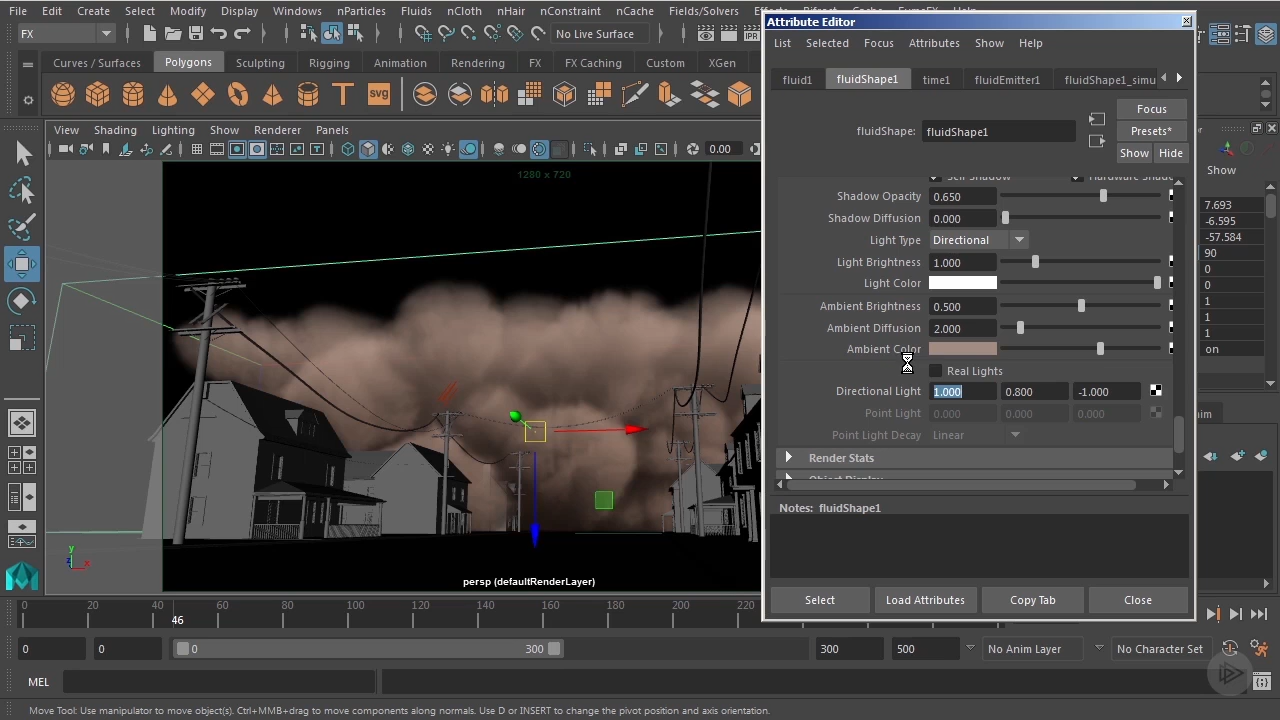 File Edit Create Select Modify Display Windows nParticles Fluids nCloth nHair nConstraint nCache Fields/Solvers
Attribute Editor
FX
No Live Surface
List Selected Focus Attributes Show Help
Curves / Surfaces Polygons Sculpting Rigging Animation Rendering FX FX Caching Custom XGen
fluid1 fluidShape1 time1 fluidEmitter1 fluidShape1_simu
svg
Focus
fluidShape: fluidShape1
Presets*
Show Hide
View Shading Lighting Show Renderer Panels
0.00
Show
1280 x 720
Self Shadow
Shadow Opacity 0.650
Shadow Diffusion 0.000
Light Type Directional
Light Brightness 1.000
Light Color
Ambient Brightness 0.500
Ambient Diffusion 2.000
Ambient Color
Real Lights
Directional Light 1.000 0.800 -1.000
Point Light 0.000 0.000 0.000
Point Light Decay Linear
Render Stats
7.693
-6.595
-57.584
90
0
0
1
1
1
on
Notes: fluidShape1
y
z x
persp (defaultRenderLayer)
Select Load Attributes Copy Tab Close
0 20 40 60 80 100 120 140 160 180 200 220
46
0 0 0 300 300 500 No Anim Layer No Character Set
MEL
Move Tool: Use manipulator to move object(s). Ctrl+MMB+drag to move components along normals. Use D or INSERT to change the pivot position and axis orientation.